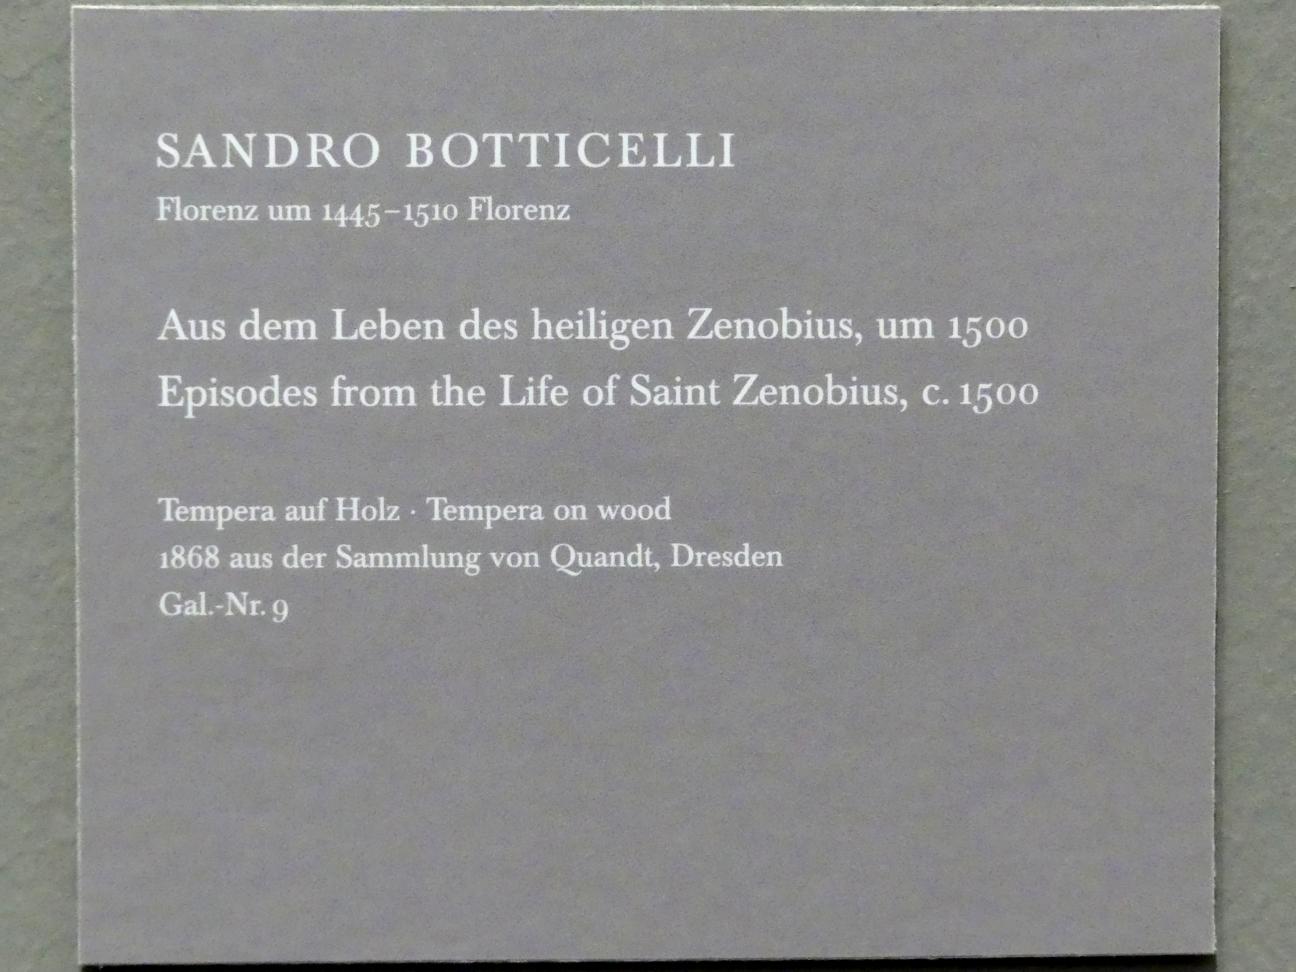 SANDRO BOTTICELLI
Florenz um 1445–1510 Florenz
Aus dem Leben des heiligen Zenobius, um 1500
Episodes from the Life of Saint Zenobius, c. 1500
Tempera auf Holz · Tempera on wood
1868 aus der Sammlung von Quandt, Dresden
Gal.-Nr. 9